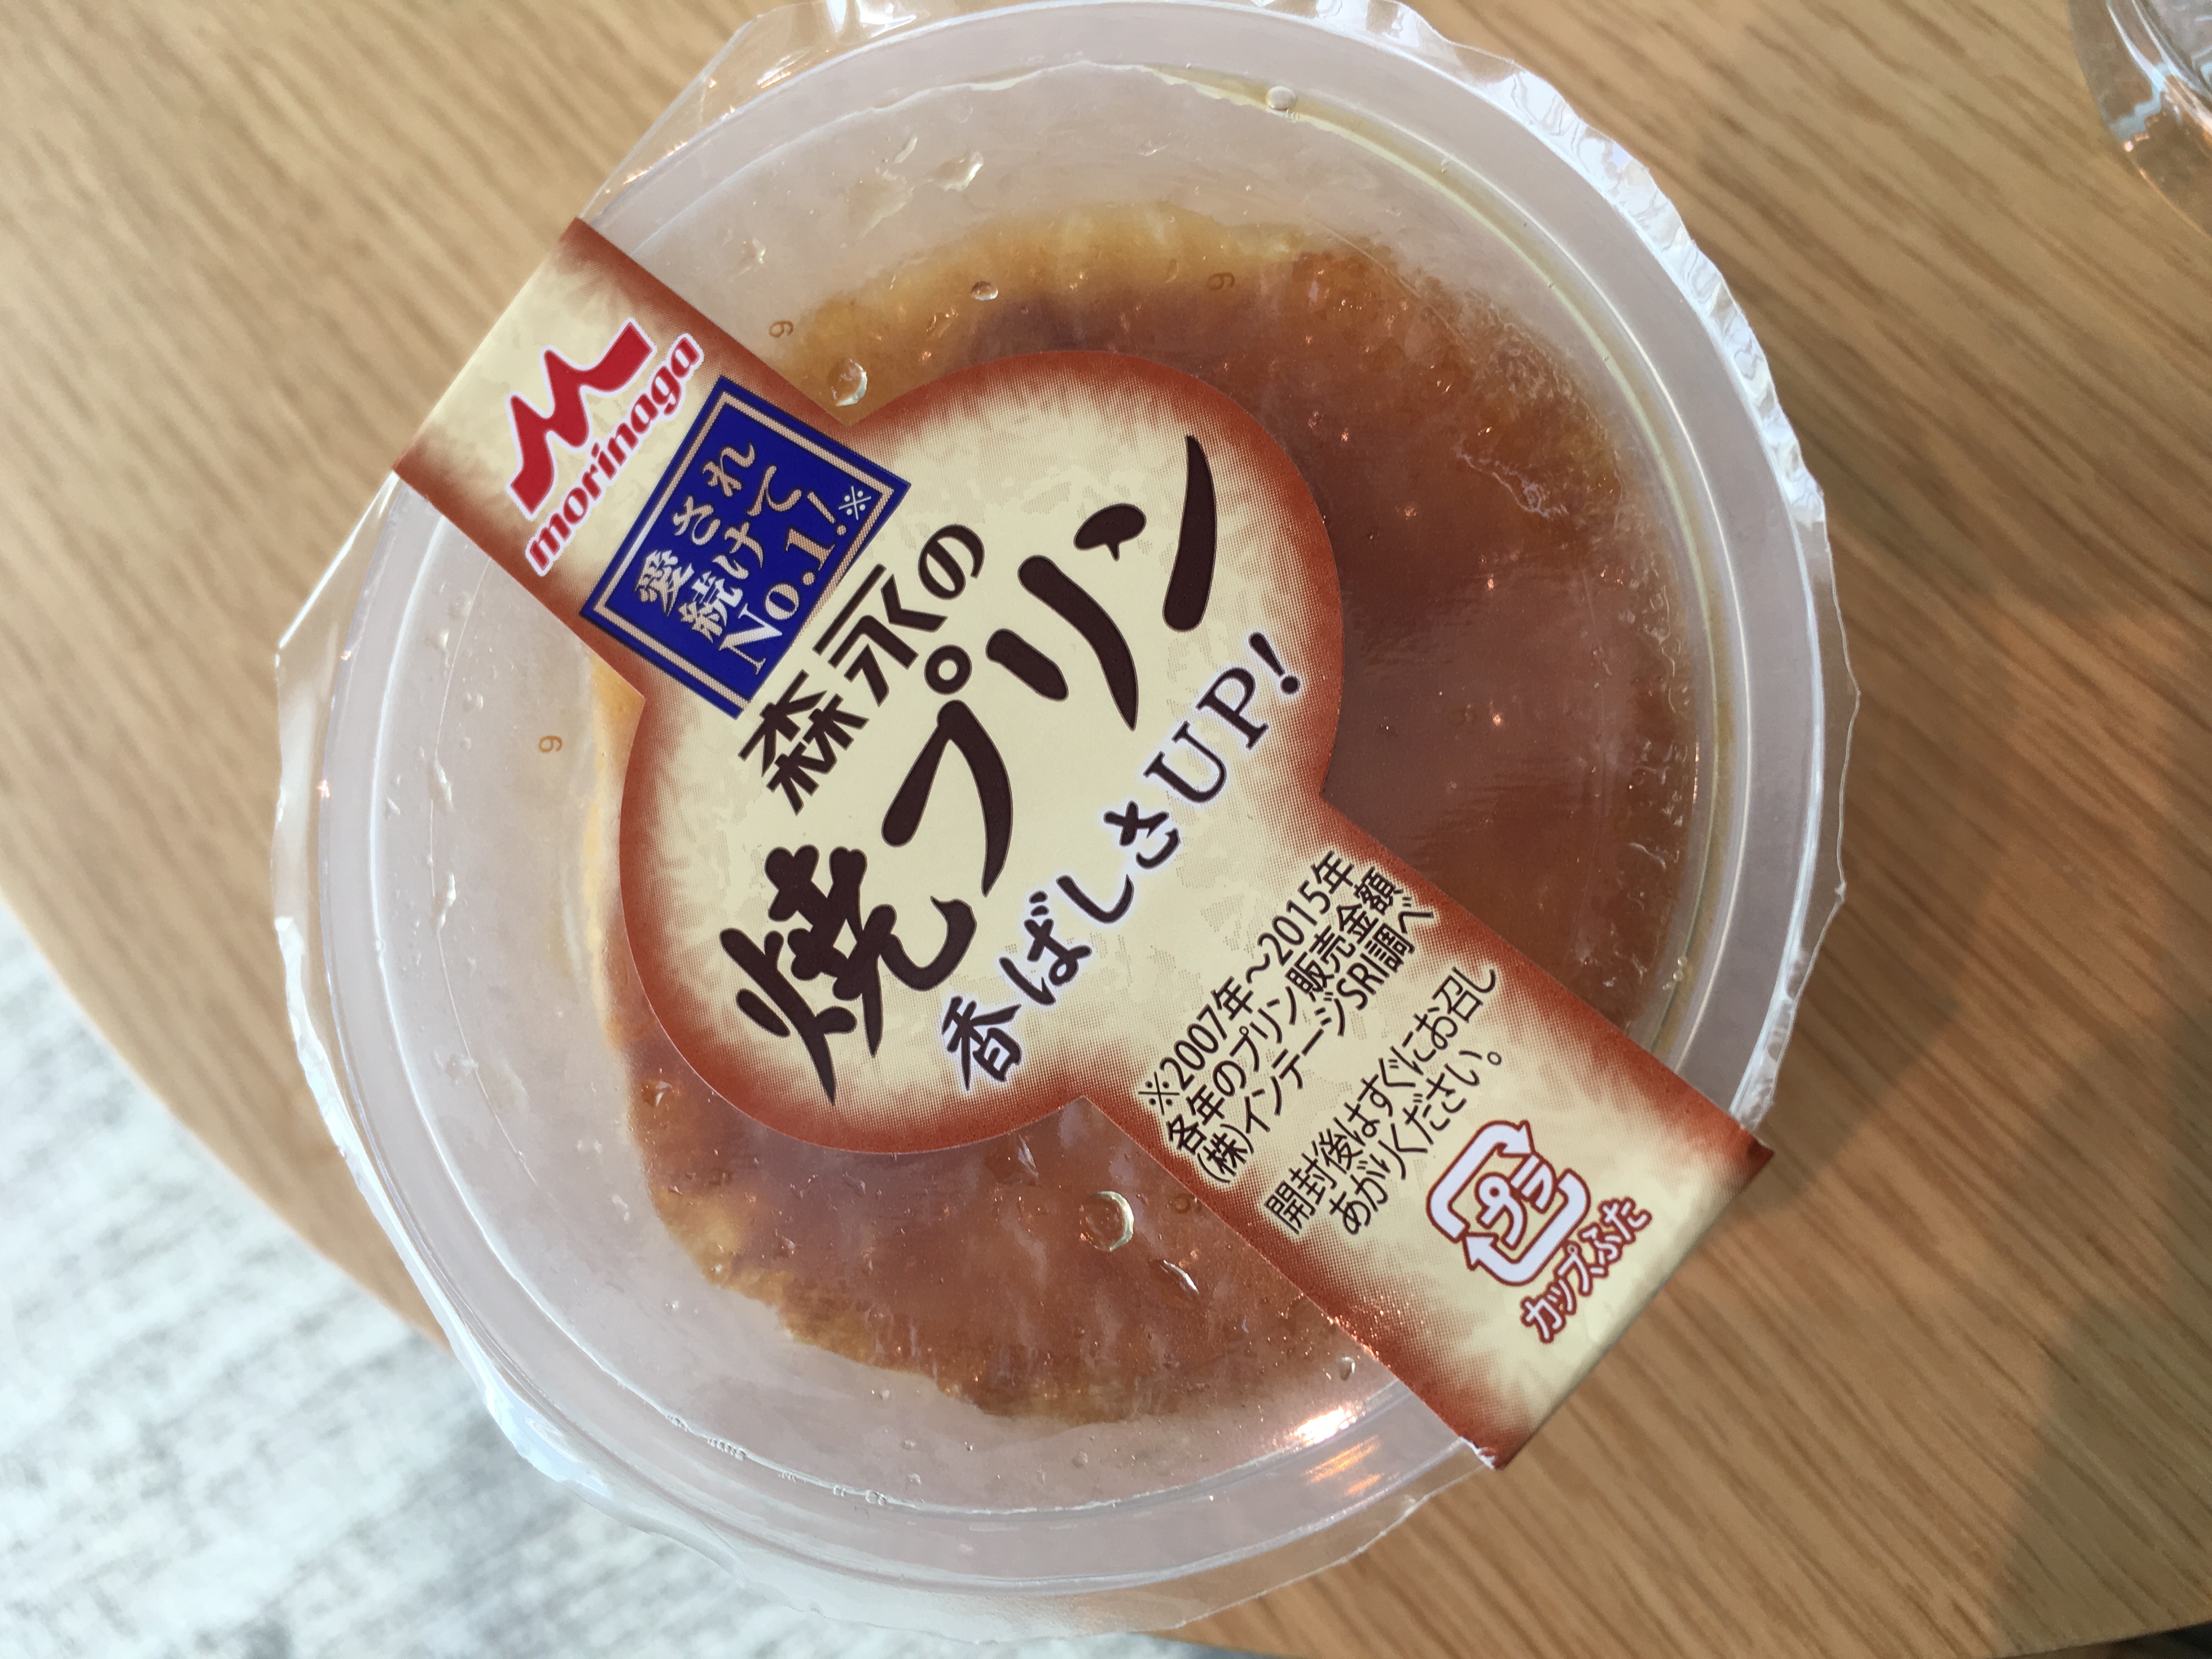 morinaga
愛され
続けて
No.1!※
森永の
焼プリン
香ばしさUP!
※2007年～2015年
各年のプリン販売金額
(株)インテージSRI調べ
開封後はすぐにお召し
あがりください。
プラ
カップ、ふた